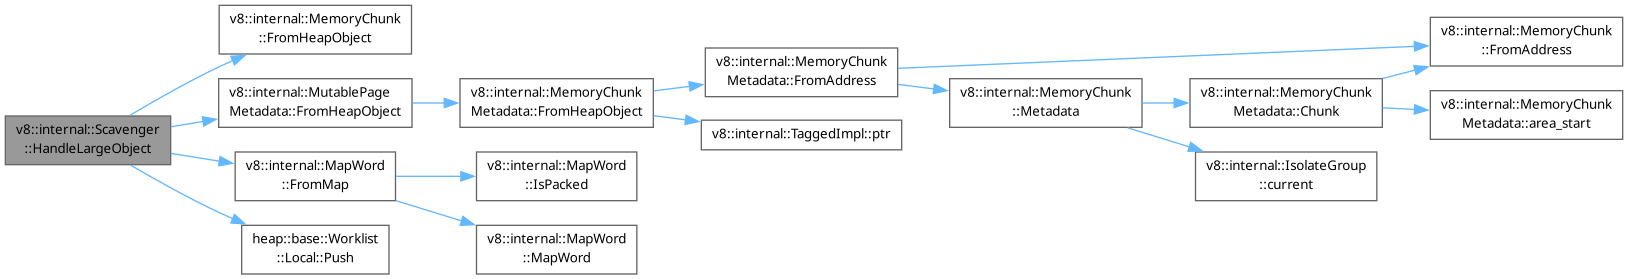 v8::internal::Scavenger
::HandleLargeObject
v8::internal::MemoryChunk
::FromHeapObject
v8::internal::MutablePage
Metadata::FromHeapObject
v8::internal::MemoryChunk
Metadata::FromHeapObject
v8::internal::MemoryChunk
Metadata::FromAddress
v8::internal::MemoryChunk
::FromAddress
v8::internal::MemoryChunk
::Metadata
v8::internal::MemoryChunk
Metadata::Chunk
v8::internal::MemoryChunk
Metadata::area_start
v8::internal::IsolateGroup
::current
v8::internal::TaggedImpl::ptr
v8::internal::MapWord
::FromMap
v8::internal::MapWord
::IsPacked
v8::internal::MapWord
::MapWord
heap::base::Worklist
::Local::Push